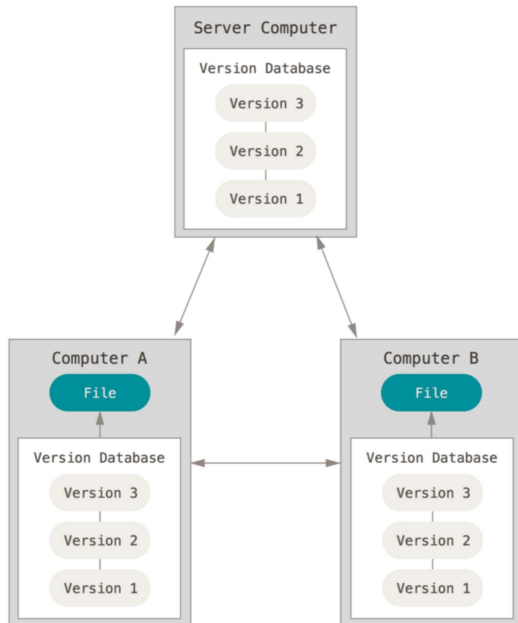 Server Computer
Version Database
Version 3
Version 2
Version 1
Computer A
File
Version Database
Version 3
Version 2
Version 1
Computer B
File
Version Database
Version 3
Version 2
Version 1